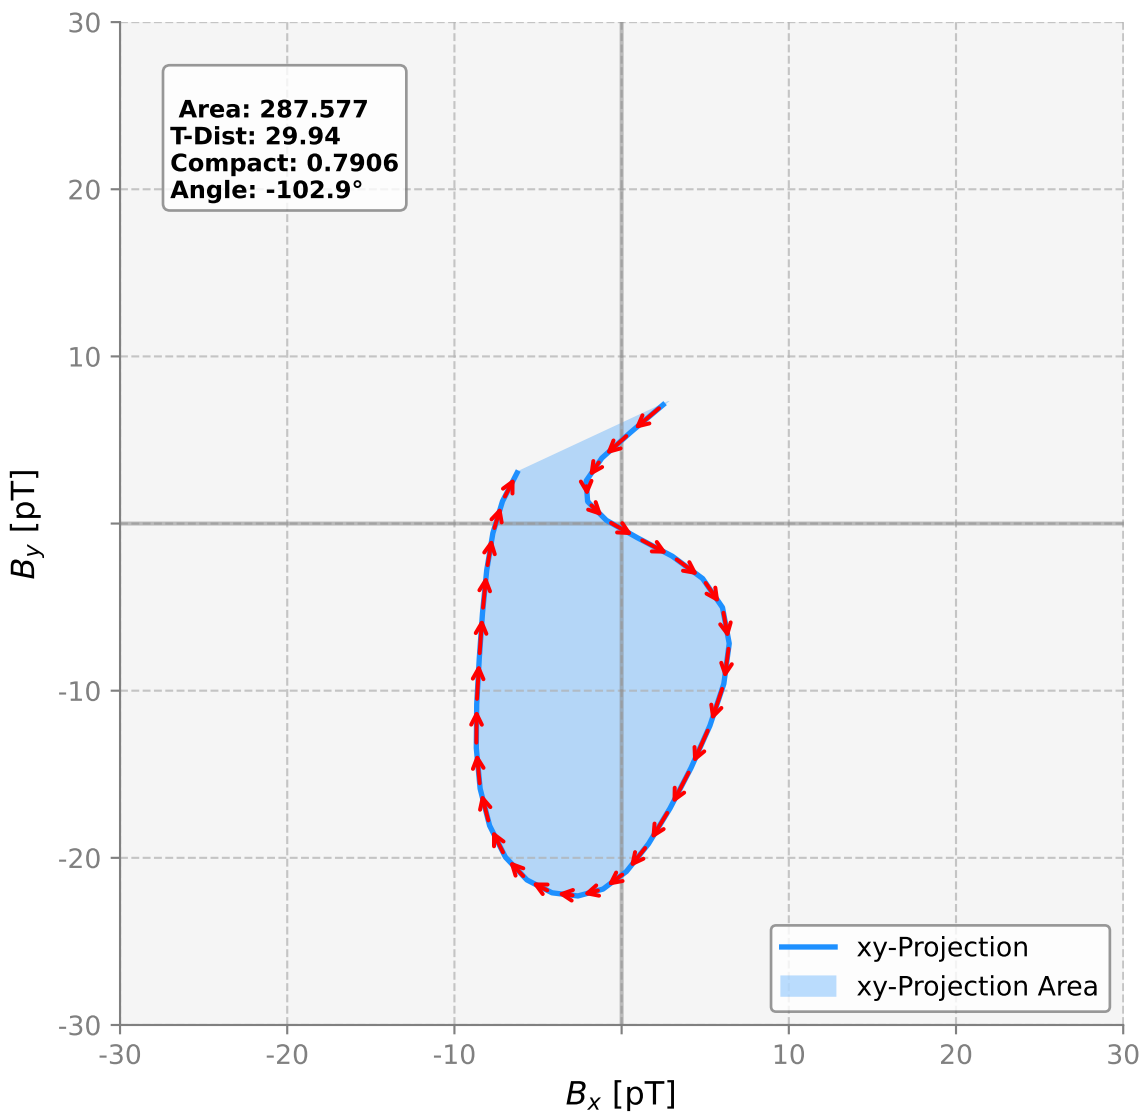 30
20
10
-10
-20
-30
-30
-20
-10
10
20
30
B_y [pT]
B_x [pT]
Area: 287.577
T-Dist: 29.94
Compact: 0.7906
Angle: -102.9°
xy-Projection
xy-Projection Area